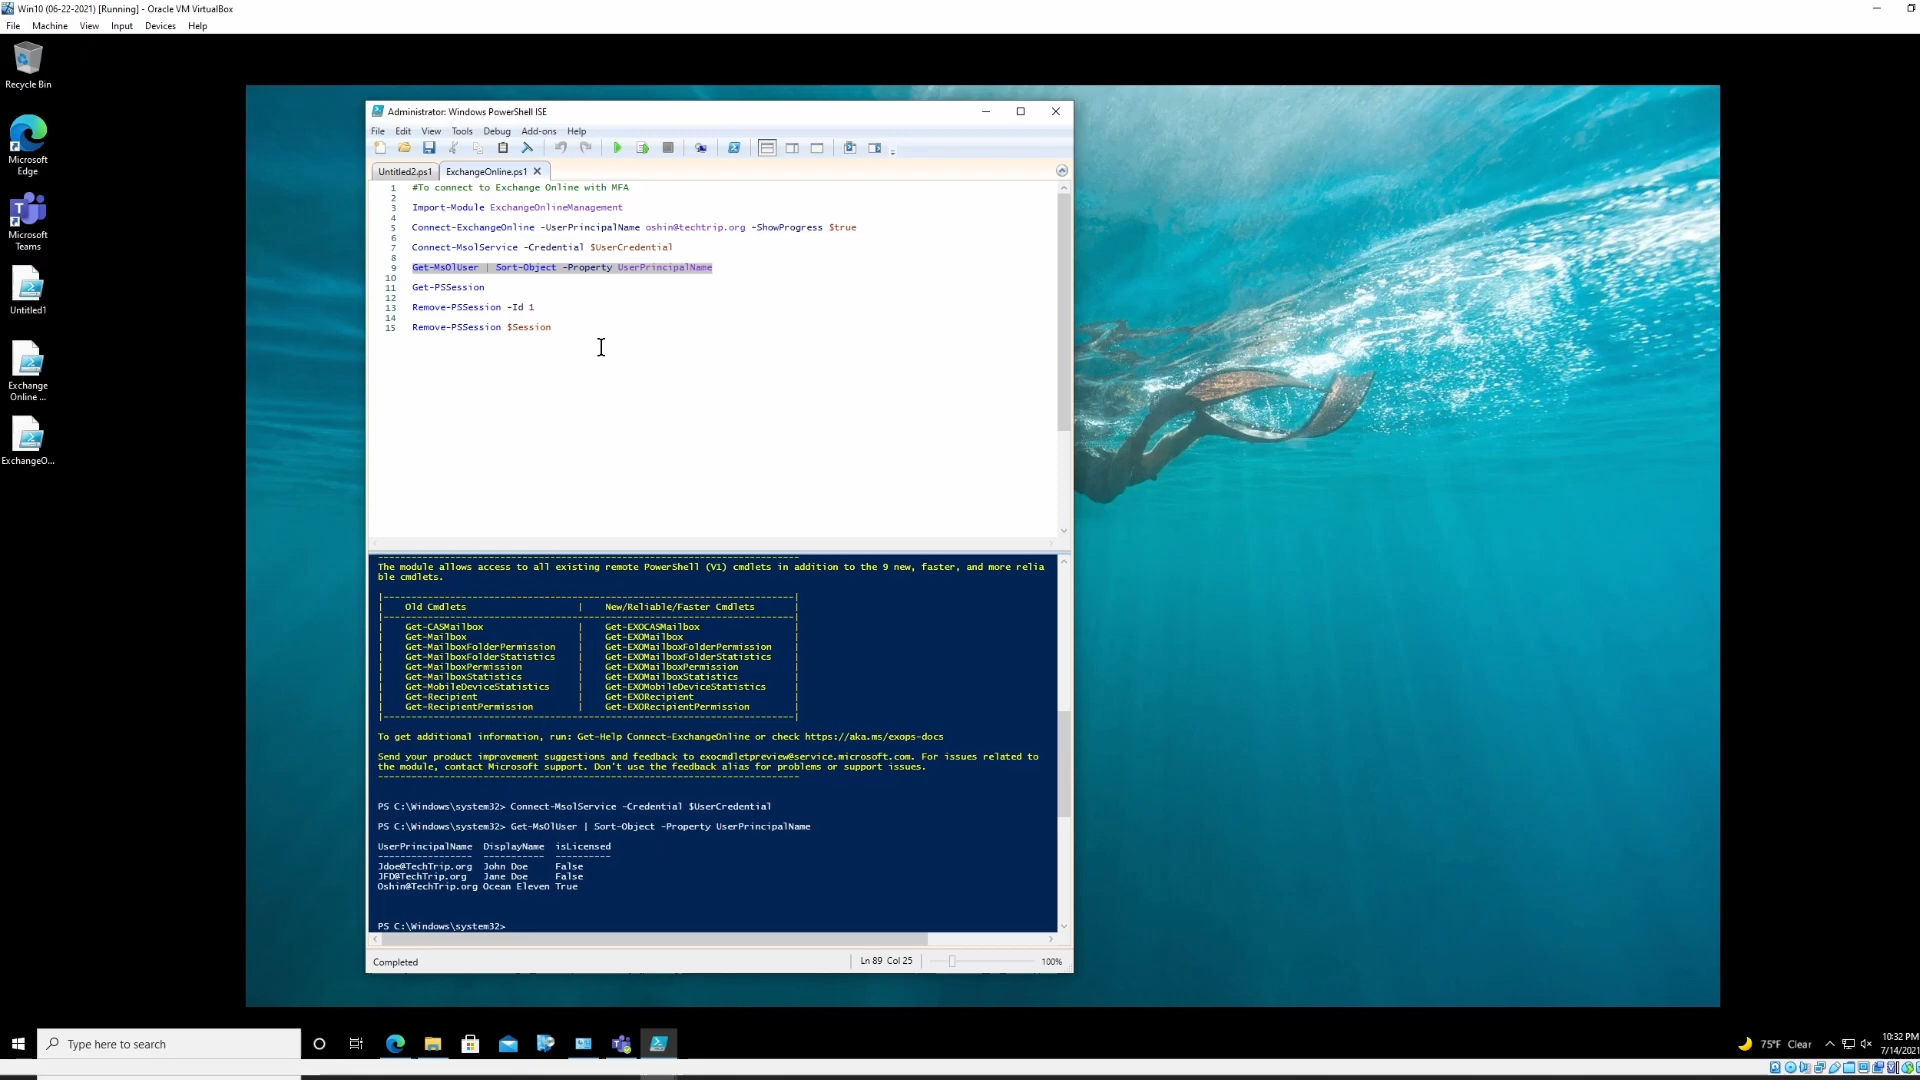 Win10 (06-22-2021) [Running] - Oracle VM VirtualBox
File Machine View Input Devices Help
Recycle Bin
Microsoft
Edge
Microsoft
Teams
Untitled1
Exchange
Online ...
ExchangeO...
Administrator: Windows PowerShell ISE
File Edit View Tools Debug Add-ons Help
Untitled2.ps1 ExchangeOnline.ps1
1 #To connect to Exchange Online with MFA
2
3 Import-Module ExchangeOnlineManagement
4
5 Connect-ExchangeOnline -UserPrincipalName oshin@techtrip.org -ShowProgress $true
6
7 Connect-MsolService -Credential $UserCredential
8
9 Get-MsOlUser | Sort-Object -Property UserPrincipalName
10
11 Get-PSSession
12
13 Remove-PSSession -Id 1
14
15 Remove-PSSession $Session
The module allows access to all existing remote PowerShell (V1) cmdlets in addition to the 9 new, faster, and more relia
ble cmdlets.
|--------------------------------------------------------------------------|
| Old Cmdlets | New/Reliable/Faster Cmdlets |
|--------------------------------------------------------------------------|
| Get-CASMailbox | Get-EXOCASMailbox |
| Get-Mailbox | Get-EXOMailbox |
| Get-MailboxFolderPermission | Get-EXOMailboxFolderPermission |
| Get-MailboxFolderStatistics | Get-EXOMailboxFolderStatistics |
| Get-MailboxPermission | Get-EXOMailboxPermission |
| Get-MailboxStatistics | Get-EXOMailboxStatistics |
| Get-MobileDeviceStatistics | Get-EXOMobileDeviceStatistics |
| Get-Recipient | Get-EXORecipient |
| Get-RecipientPermission | Get-EXORecipientPermission |
|--------------------------------------------------------------------------|
To get additional information, run: Get-Help Connect-ExchangeOnline or check https://aka.ms/exops-docs
Send your product improvement suggestions and feedback to exocmdletpreview@service.microsoft.com. For issues related to
the module, contact Microsoft support. Don't use the feedback alias for problems or support issues.
----------------------------------------------------------------------------
PS C:\Windows\system32> Connect-MsolService -Credential $UserCredential
PS C:\Windows\system32> Get-MsOlUser | Sort-Object -Property UserPrincipalName
UserPrincipalName DisplayName isLicensed
----------------- ----------- ----------
Jdoe@TechTrip.org John Doe False
JFD@TechTrip.org Jane Doe False
Oshin@TechTrip.org Ocean Eleven True
PS C:\Windows\system32>
Completed Ln 89 Col 25 100%
Type here to search
75°F Clear
10:32 PM
7/14/2021